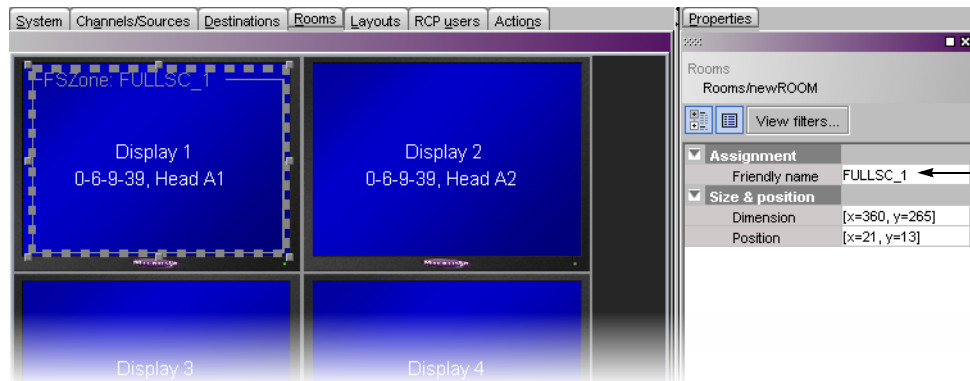 System Channels/Sources Destinations Rooms Layouts RCP users Actions
FSZone: FULLSC_1
Display 1
0-6-9-39, Head A1
Display 2
0-6-9-39, Head A2
Display 3
Display 4
Properties
Rooms
Rooms/newROOM
View filters...
Assignment
Friendly name FULLSC_1
Size & position
Dimension [x=360, y=265]
Position [x=21, y=13]